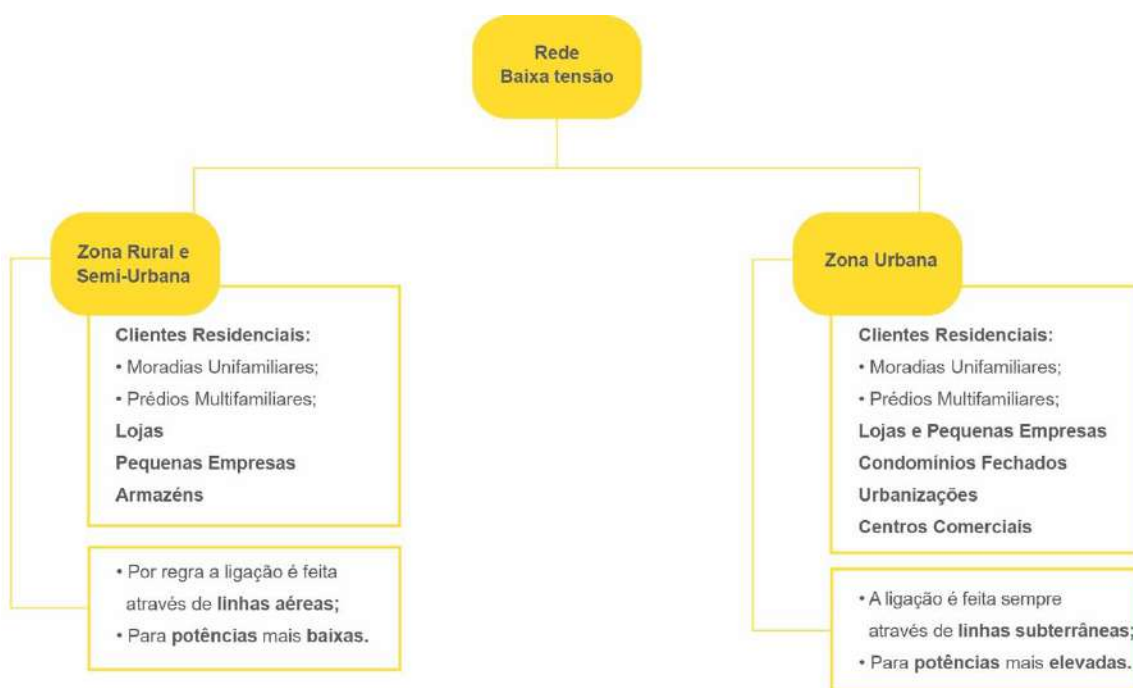 Rede
Baixa tensão
Zona Rural e
Semi-Urbana
Clientes Residenciais:
• Moradias Unifamiliares;
• Prédios Multifamiliares;
Lojas
Pequenas Empresas
Armazéns
• Por regra a ligação é feita
através de linhas aéreas;
• Para potências mais baixas.
Zona Urbana
Clientes Residenciais:
• Moradias Unifamiliares;
• Prédios Multifamiliares;
Lojas e Pequenas Empresas
Condomínios Fechados
Urbanizações
Centros Comerciais
• A ligação é feita sempre
através de linhas subterrâneas;
• Para potências mais elevadas.